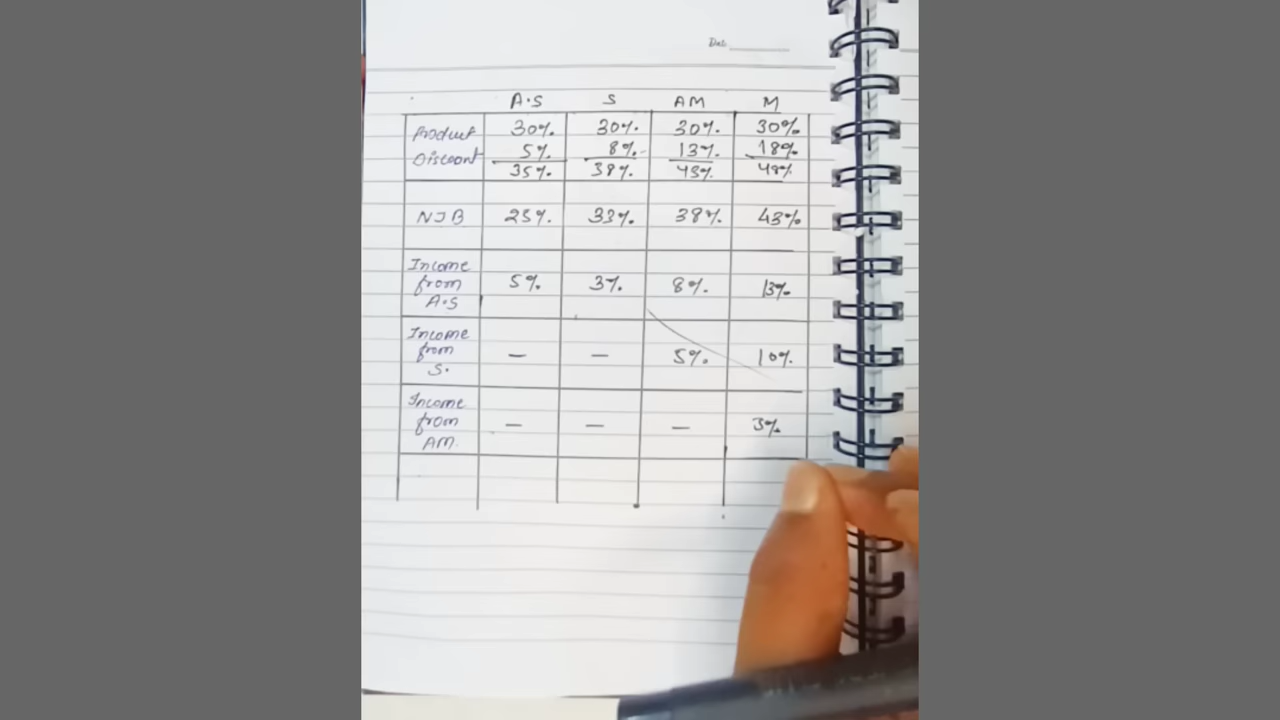 Date
A.S S AM M
Product 30% 30% 30% 30%
Discount 5% 8% 13% 18%
35% 38% 43% 48%
NJB 25% 33% 38% 43%
Income
from 5% 3% 8% 13%
A.S
Income
from — — 5% 10%
S.
Income
from — — — 3%
AM.